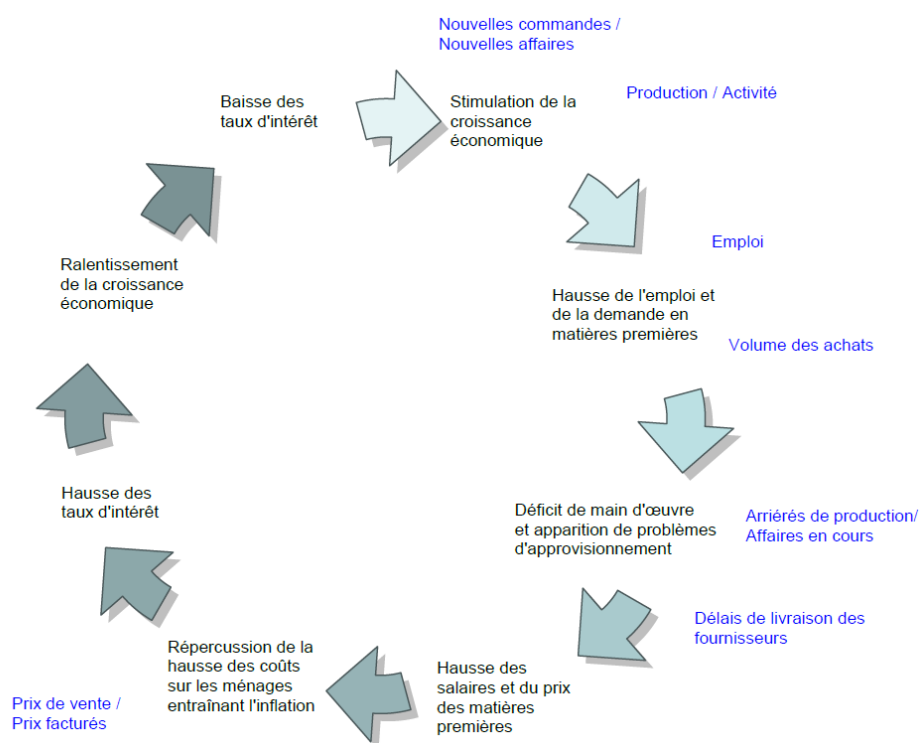 Nouvelles commandes /
Nouvelles affaires
Baisse des
taux d'intérêt
Stimulation de la
croissance
économique
Production / Activité
Emploi
Ralentissement
de la croissance
économique
Hausse de l'emploi et
de la demande en
matières premières
Volume des achats
Hausse des
taux d'intérêt
Déficit de main d'œuvre
et apparition de problèmes
d'approvisionnement
Arriérés de production/
Affaires en cours
Délais de livraison des
fournisseurs
Répercussion de la
hausse des coûts
sur les ménages
entraînant l'inflation
Hausse des
salaires et du prix
des matières
premières
Prix de vente /
Prix facturés